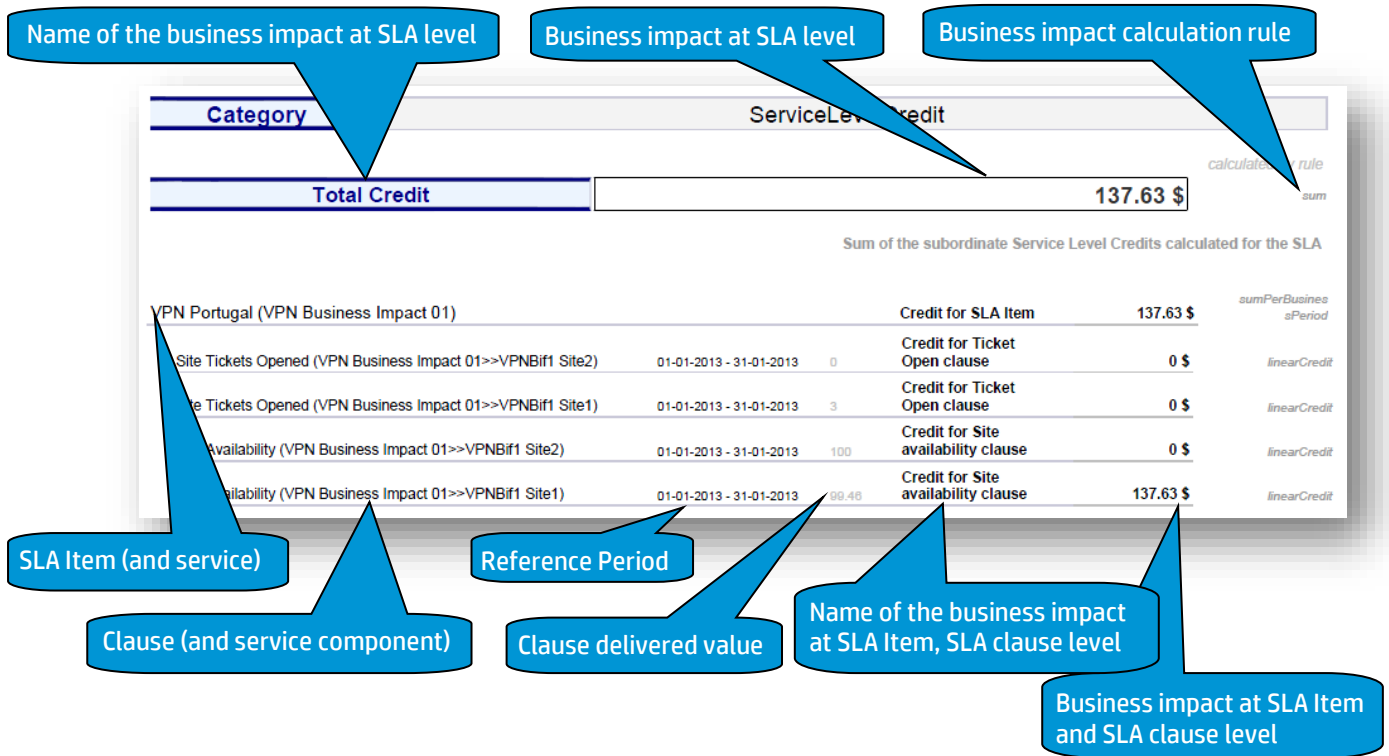 Name of the business impact at SLA level
Business impact at SLA level
Business impact calculation rule
Category
calculated rule
Total Credit
137.63 $
sum
Sum of the subordinate Service Level Credits calculated for the SLA
VPN Portugal (VPN Business Impact 01)
Credit for SLA Item
137.63 $
sumPerBusines
sPeriod
Site Tickets Opened (VPN Business Impact 01>>VPNBif1 Site2)
01-01-2013 - 31-01-2013
0
Credit for Ticket
Open clause
0 $
linearCredit
Tickets Opened (VPN Business Impact 01>>VPNBif1 Site1)
01-01-2013 - 31-01-2013
3
Credit for Ticket
Open clause
0 $
linearCredit
Availability (VPN Business Impact 01>>VPNBif1 Site2)
01-01-2013 - 31-01-2013
100
Credit for Site
availability clause
0 $
linearCredit
(VPN Business Impact 01>>VPNBif1 Site1)
01-01-2013 - 31-01-2013
99.46
Credit for Site
availability clause
137.63 $
linearCredit
SLA Item (and service)
Reference Period
Clause (and service component)
Clause delivered value
Name of the business impact
at SLA Item, SLA clause level
Business impact at SLA Item
and SLA clause level